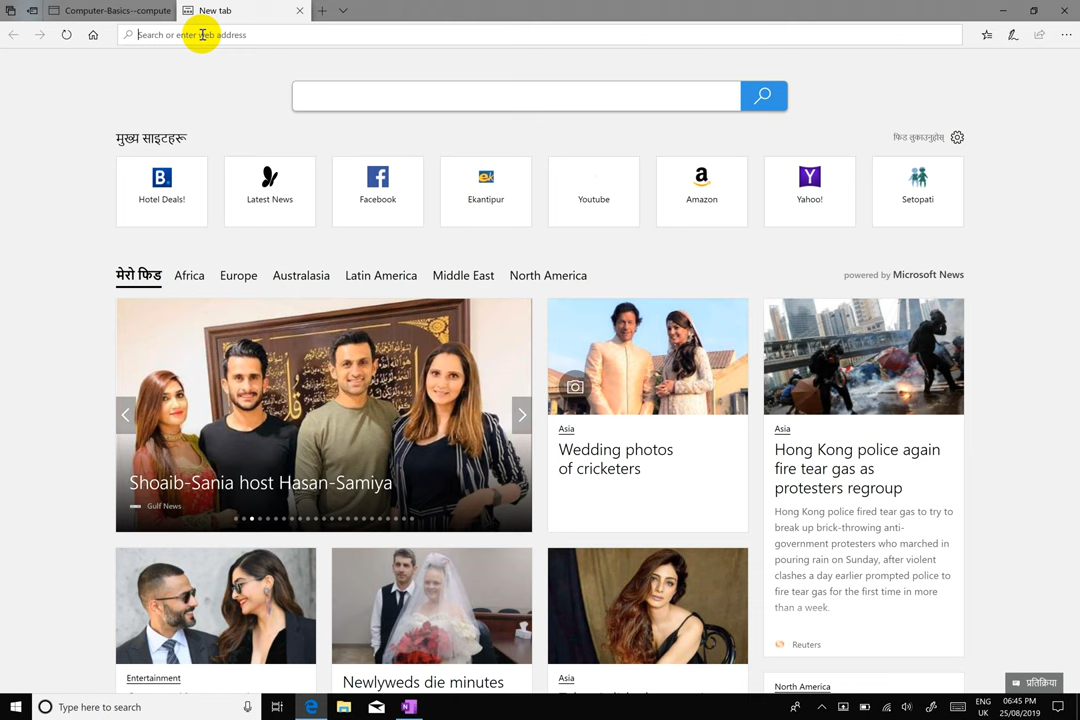 Computer-Basics--compute
New tab
Search or enter web address
मुख्य साइटहरू
फिड लुकाउनुहोस्
Hotel Deals!
Latest News
Facebook
Ekantipur
Youtube
Amazon
Yahoo!
Setopati
मेरो फिड Africa Europe Australasia Latin America Middle East North America
powered by Microsoft News
Shoaib-Sania host Hasan-Samiya
Gulf News
Asia
Wedding photos
of cricketers
Asia
Hong Kong police again
fire tear gas as
protesters regroup
Hong Kong police fired tear gas to try to
break up brick-throwing anti-
government protesters who marched in
pouring rain on Sunday, after violent
clashes a day earlier prompted police to
fire tear gas for the first time in more
than a week.
Reuters
Entertainment
Newlyweds die minutes
Asia
North America
प्रतिक्रिया
Type here to search
ENG
UK
06:45 PM
25/08/2019